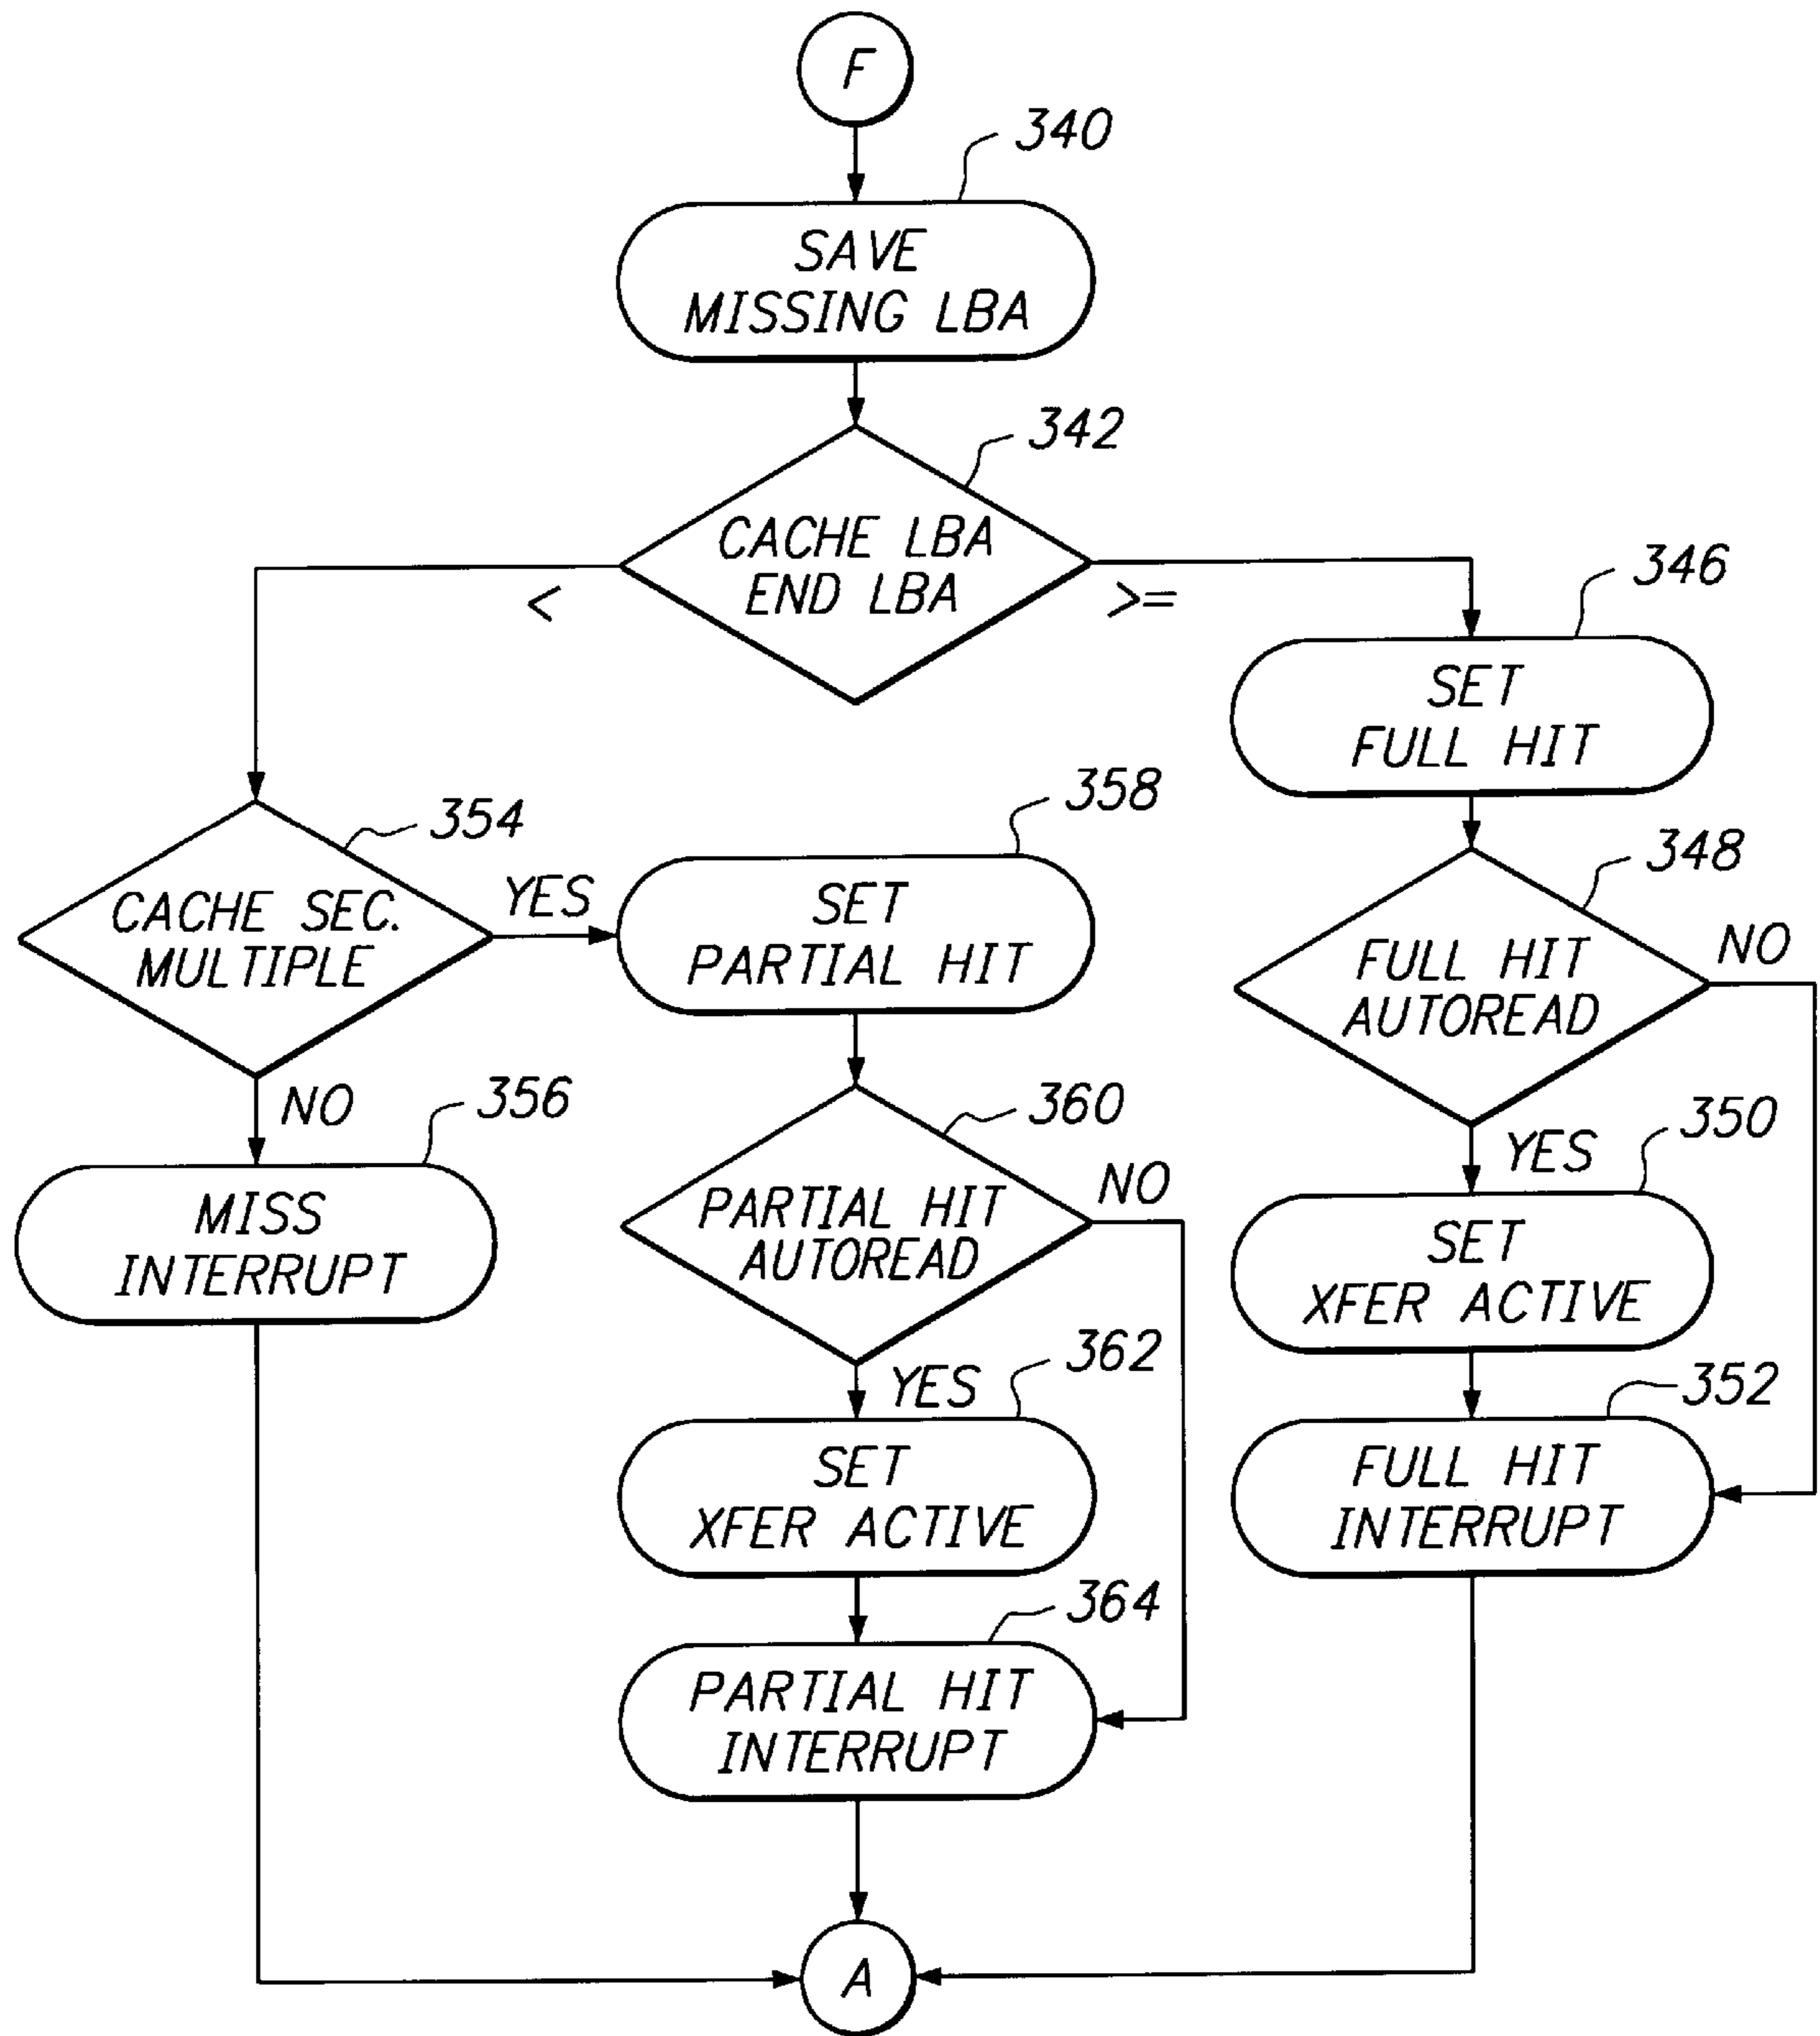 F
340
SAVE
MISSING LBA
342
CACHE LBA
END LBA
<
>=
346
SET
FULL HIT
354
CACHE SEC.
MULTIPLE
YES
358
SET
PARTIAL HIT
348
FULL HIT
AUTOREAD
NO
NO
356
MISS
INTERRUPT
360
PARTIAL HIT
AUTOREAD
NO
YES
350
SET
XFER ACTIVE
YES
362
SET
XFER ACTIVE
352
FULL HIT
INTERRUPT
364
PARTIAL HIT
INTERRUPT
A